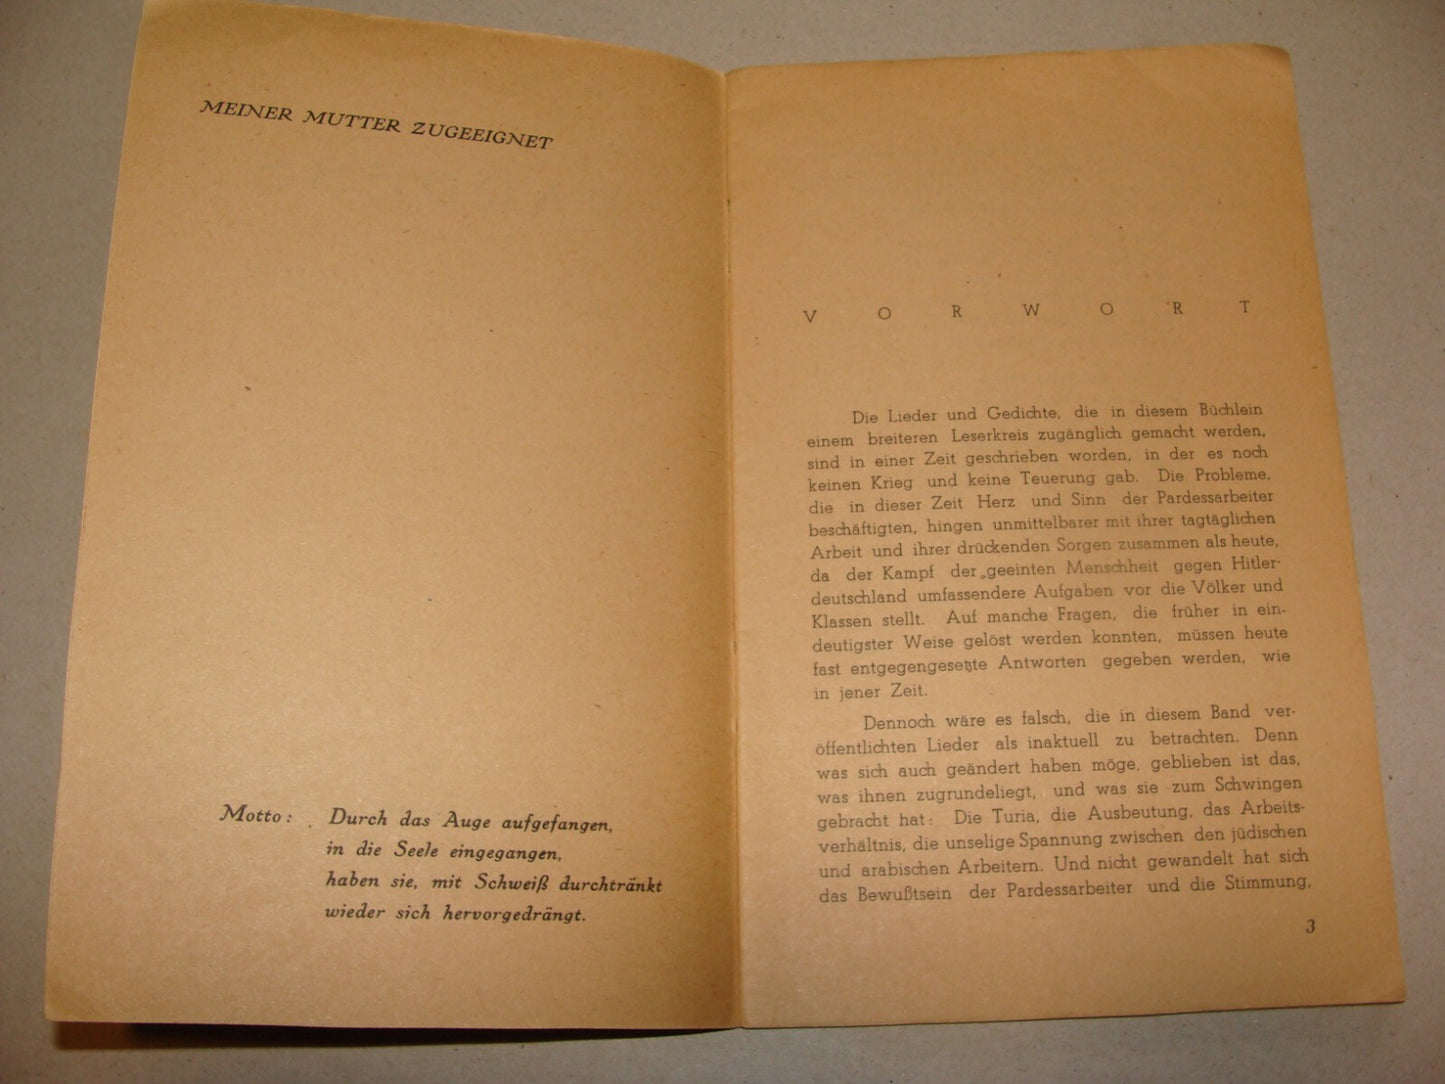 MEINER MUTTER ZUGEEIGNET
Motto: Durch das Auge aufgefangen,
in die Seele eingegangen,
haben sie, mit Schweiß durchtränkt
wieder sich hervorgedrängt.
VORWORT
Die Lieder und Gedichte, die in diesem Büchlein
einem breiteren Leserkreis zugänglich gemacht werden,
sind in einer Zeit geschrieben worden, in der es noch
keinen Krieg und keine Teuerung gab. Die Probleme,
die in dieser Zeit Herz und Sinn der Pardessarbeiter
beschäftigten, hingen unmittelbarer mit ihrer tagtäglichen
Arbeit und ihrer drückenden Sorgen zusammen als heute,
da der Kampf der geeinten Menschheit gegen Hitler-
deutschland umfassendere Aufgaben vor die Völker und
Klassen stellt. Auf manche Fragen, die früher in ein-
deutigster Weise gelöst werden konnten, müssen heute
fast entgegengesetzte Antworten gegeben werden, wie
in jener Zeit.
Dennoch wäre es falsch, die in diesem Band ver-
öffentlichten Lieder als inaktuell zu betrachten. Denn
was sich auch geändert haben möge, geblieben ist das,
was ihnen zugrundeliegt, und was sie zum Schwingen
gebracht hat: Die Turia, die Ausbeutung, das Arbeits-
verhältnis, die unselige Spannung zwischen den jüdischen
und arabischen Arbeitern. Und nicht gewandelt hat sich
das Bewußtsein der Pardessarbeiter und die Stimmung,
3